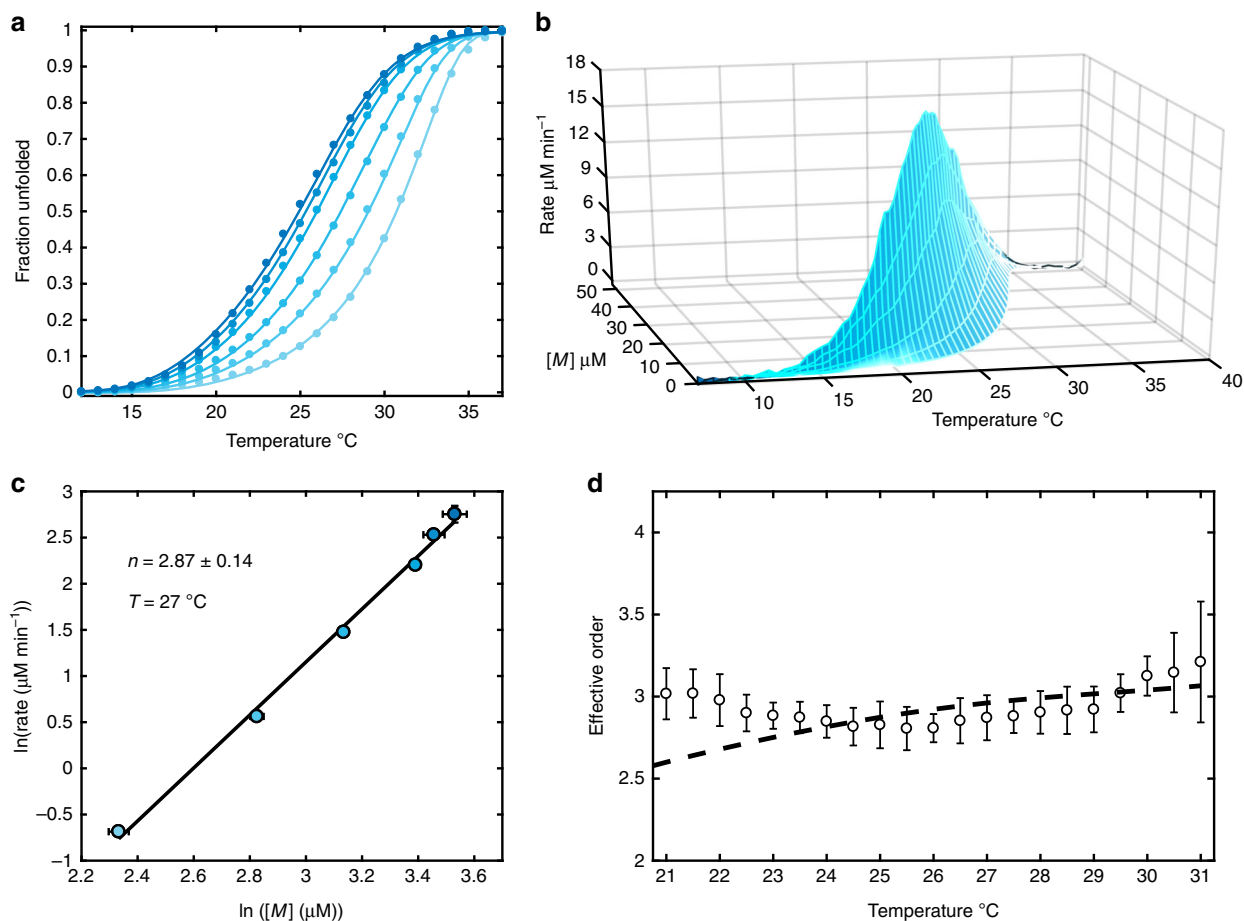 a
1
0.9
0.8
0.7
0.6
0.5
0.4
0.3
0.2
0.1
0
Fraction unfolded
15 20 25 30 35
Temperature °C
b
18
15
12
9
6
3
0
Rate μM min⁻¹
50
40
30
20
10
0
[M] μM
10 15 20 25 30 35 40
Temperature °C
c
3
2.5
2
1.5
1
0.5
0
−0.5
−1
ln(rate (μM min⁻¹))
n = 2.87 ± 0.14
T = 27 °C
2.2 2.4 2.6 2.8 3.0 3.2 3.4 3.6
ln ([M] (μM))
d
4
3.5
3
2.5
2
Effective order
21 22 23 24 25 26 27 28 29 30 31
Temperature °C